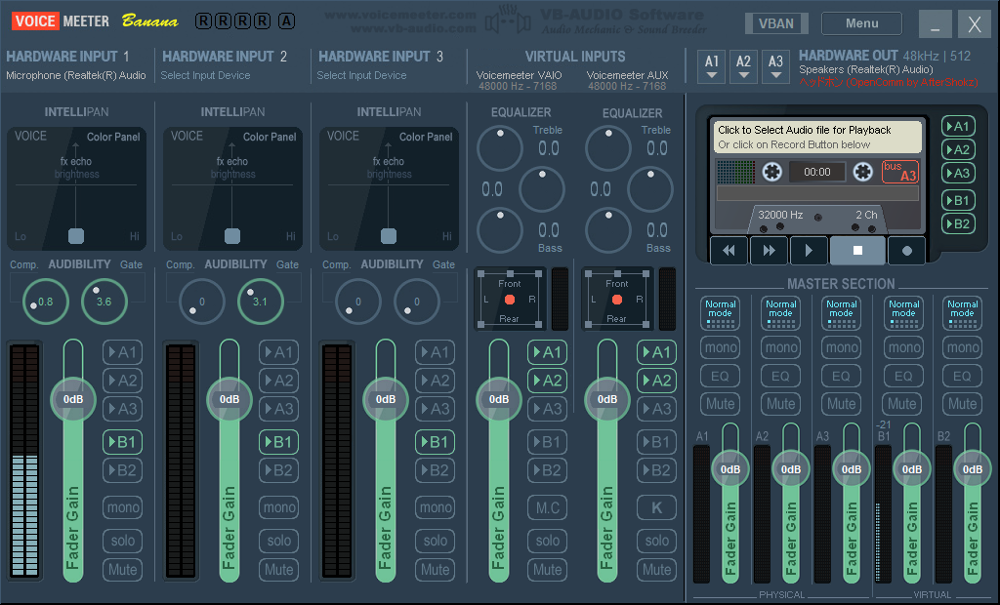 VOICE MEETER Banana R R R R A
www.voicemeeter.com
www.vb-audio.com
VB-AUDIO Software
Audio Mechanic & Sound Breeder
VBAN Menu _ X
HARDWARE INPUT 1
Microphone (Realtek(R) Audio)
HARDWARE INPUT 2
Select Input Device
HARDWARE INPUT 3
Select Input Device
VIRTUAL INPUTS
Voicemeeter VAIO
48000 Hz - 7168
Voicemeeter AUX
48000 Hz - 7168
A1 A2 A3
HARDWARE OUT 48kHz | 512
Speakers (Realtek(R) Audio)
ヘッドホン (OpenComm by AfterShokz)
INTELLIPAN
VOICE Color Panel
fx echo
brightness
Lo Hi
INTELLIPAN
VOICE Color Panel
fx echo
brightness
Lo Hi
INTELLIPAN
VOICE Color Panel
fx echo
brightness
Lo Hi
EQUALIZER
Treble
0.0
0.0
0.0
Bass
EQUALIZER
Treble
0.0
0.0
0.0
Bass
Click to Select Audio file for Playback
Or click on Record Button below
00:00
bus
A3
32000 Hz 2 Ch
A1
A2
A3
B1
B2
Comp. AUDIBILITY Gate
0.8 3.6
Comp. AUDIBILITY Gate
0 3.1
Comp. AUDIBILITY Gate
0 0
Front
L R
Rear
Front
L R
Rear
0dB
Fader Gain
A1
A2
A3
B1
B2
mono
solo
Mute
0dB
Fader Gain
A1
A2
A3
B1
B2
mono
solo
Mute
0dB
Fader Gain
A1
A2
A3
B1
B2
mono
solo
Mute
0dB
Fader Gain
A1
A2
A3
B1
B2
M.C
solo
Mute
0dB
Fader Gain
A1
A2
A3
B1
B2
K
solo
Mute
MASTER SECTION
Normal mode Normal mode Normal mode Normal mode Normal mode
mono mono mono mono mono
EQ EQ EQ EQ EQ
Mute Mute Mute Mute Mute
-21
A1 A2 A3 B1 B2
0dB 0dB 0dB 0dB 0dB
Fader Gain Fader Gain Fader Gain Fader Gain Fader Gain
PHYSICAL VIRTUAL